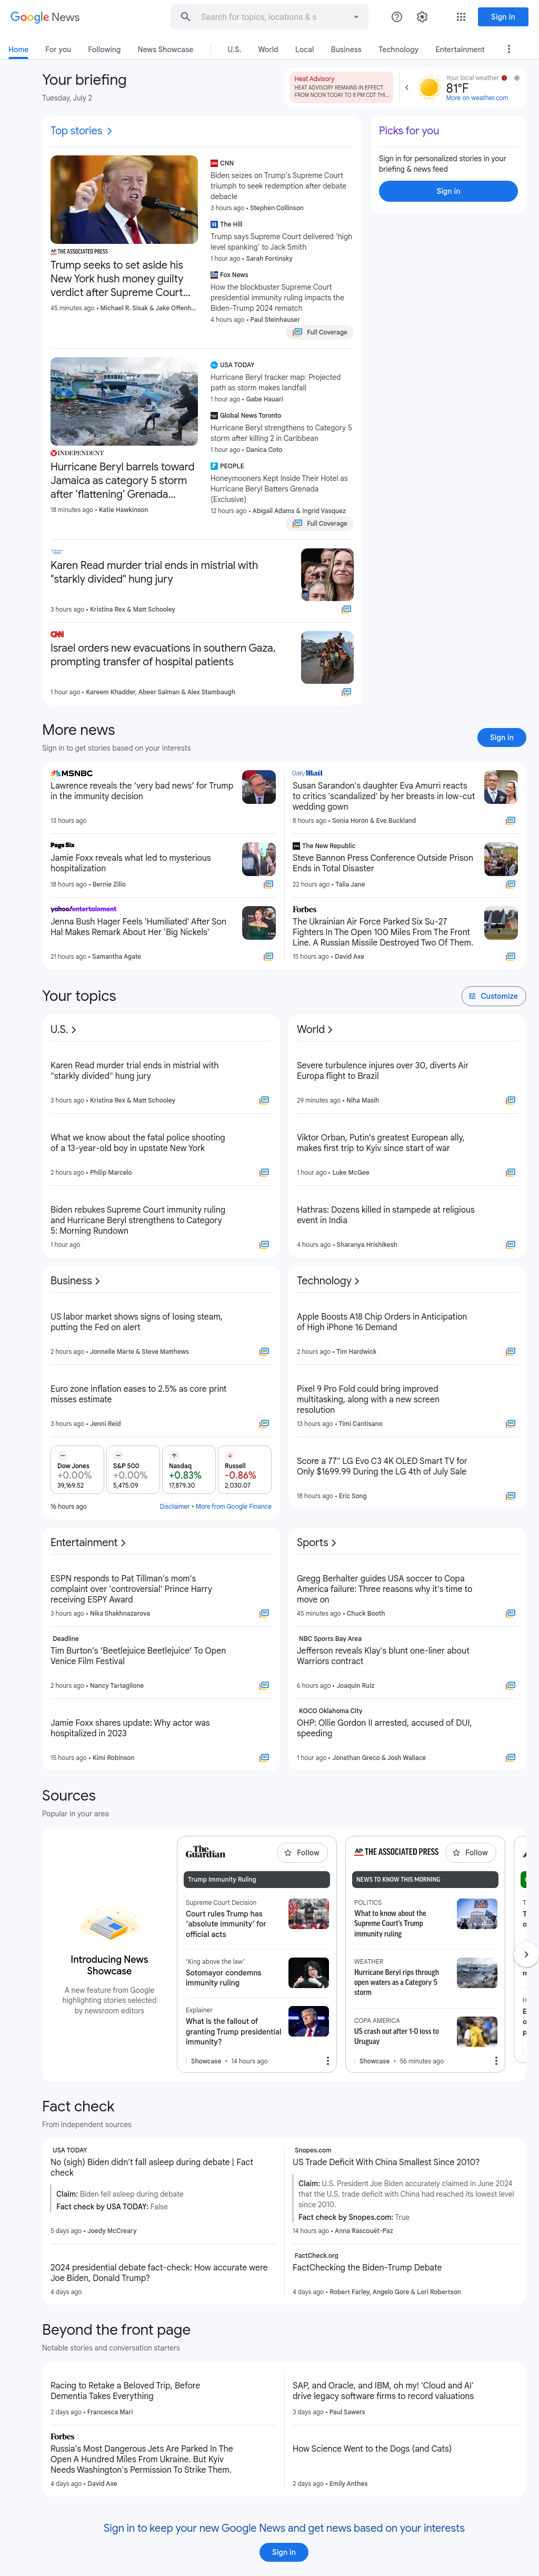 Google News
Search for topics, locations & s
Sign in
Home
For you
Following
News Showcase
U.S.
World
Local
Business
Technology
Entertainment
Your briefing
Tuesday, July 2
Heat Advisory
HEAT ADVISORY REMAINS IN EFFECT
FROM NOON TODAY TO 8 PM CDT THI...
Your local weather
81°F
More on weather.com
Top stories
THE ASSOCIATED PRESS
Trump seeks to set aside his
New York hush money guilty
verdict after Supreme Court...
45 minutes ago • Michael R. Sisak & Jake Offenh...
CNN
Biden seizes on Trump's Supreme Court
triumph to seek redemption after debate
debacle
3 hours ago • Stephen Collinson
The Hill
Trump says Supreme Court delivered 'high
level spanking' to Jack Smith
1 hour ago • Sarah Fortinsky
Fox News
How the blockbuster Supreme Court
presidential immunity ruling impacts the
Biden-Trump 2024 rematch
4 hours ago • Paul Steinhauser
Full Coverage
Picks for you
Sign in for personalized stories in your
briefing & news feed
Sign in
INDEPENDENT
Hurricane Beryl barrels toward
Jamaica as category 5 storm
after 'flattening' Grenada...
18 minutes ago • Katie Hawkinson
USA TODAY
Hurricane Beryl tracker map: Projected
path as storm makes landfall
1 hour ago • Gabe Hauari
Global News Toronto
Hurricane Beryl strengthens to Category 5
storm after killing 2 in Caribbean
1 hour ago • Danica Coto
PEOPLE
Honeymooners Kept Inside Their Hotel as
Hurricane Beryl Batters Grenada
(Exclusive)
12 hours ago • Abigail Adams & Ingrid Vasquez
Full Coverage
Karen Read murder trial ends in mistrial with
"starkly divided" hung jury
3 hours ago • Kristina Rex & Matt Schooley
CNN
Israel orders new evacuations in southern Gaza,
prompting transfer of hospital patients
1 hour ago • Kareem Khadder, Abeer Salman & Alex Stambaugh
More news
Sign in to get stories based on your interests
Sign in
MSNBC
Lawrence reveals the 'very bad news' for Trump
in the immunity decision
13 hours ago
Daily Mail
Susan Sarandon's daughter Eva Amurri reacts
to critics 'scandalized' by her breasts in low-cut
wedding gown
8 hours ago • Sonia Horon & Eve Buckland
Page Six
Jamie Foxx reveals what led to mysterious
hospitalization
18 hours ago • Bernie Zilio
The New Republic
Steve Bannon Press Conference Outside Prison
Ends in Total Disaster
22 hours ago • Talia Jane
yahoo!entertainment
Jenna Bush Hager Feels 'Humiliated' After Son
Hal Makes Remark About Her 'Big Nickels'
21 hours ago • Samantha Agate
Forbes
The Ukrainian Air Force Parked Six Su-27
Fighters In The Open 100 Miles From The Front
Line. A Russian Missile Destroyed Two Of Them.
15 hours ago • David Axe
Your topics
Customize
U.S.
Karen Read murder trial ends in mistrial with
"starkly divided" hung jury
3 hours ago • Kristina Rex & Matt Schooley
What we know about the fatal police shooting
of a 13-year-old boy in upstate New York
2 hours ago • Philip Marcelo
Biden rebukes Supreme Court immunity ruling
and Hurricane Beryl strengthens to Category
5: Morning Rundown
1 hour ago
World
Severe turbulence injures over 30, diverts Air
Europa flight to Brazil
29 minutes ago • Niha Masih
Viktor Orban, Putin's greatest European ally,
makes first trip to Kyiv since start of war
1 hour ago • Luke McGee
Hathras: Dozens killed in stampede at religious
event in India
4 hours ago • Sharanya Hrishikesh
Business
US labor market shows signs of losing steam,
putting the Fed on alert
2 hours ago • Jonnelle Marte & Steve Matthews
Euro zone inflation eases to 2.5% as core print
misses estimate
3 hours ago • Jenni Reid
Dow Jones
+0.00%
39,169.52
S&P 500
+0.00%
5,475.09
Nasdaq
+0.83%
17,879.30
Russell
-0.86%
2,030.07
16 hours ago
Disclaimer • More from Google Finance
Technology
Apple Boosts A18 Chip Orders in Anticipation
of High iPhone 16 Demand
2 hours ago • Tim Hardwick
Pixel 9 Pro Fold could bring improved
multitasking, along with a new screen
resolution
13 hours ago • Timi Cantisano
Score a 77" LG Evo C3 4K OLED Smart TV for
Only $1699.99 During the LG 4th of July Sale
18 hours ago • Eric Song
Entertainment
ESPN responds to Pat Tillman's mom's
complaint over 'controversial' Prince Harry
receiving ESPY Award
3 hours ago • Nika Shakhnazarova
Deadline
Tim Burton's 'Beetlejuice Beetlejuice' To Open
Venice Film Festival
2 hours ago • Nancy Tartaglione
Jamie Foxx shares update: Why actor was
hospitalized in 2023
15 hours ago • Kimi Robinson
Sports
Gregg Berhalter guides USA soccer to Copa
America failure: Three reasons why it's time to
move on
45 minutes ago • Chuck Booth
NBC Sports Bay Area
Jefferson reveals Klay's blunt one-liner about
Warriors contract
6 hours ago • Joaquin Ruiz
KOCO Oklahoma City
OHP: Ollie Gordon II arrested, accused of DUI,
speeding
1 hour ago • Jonathan Greco & Josh Wallace
Sources
Popular in your area
Introducing News
Showcase
A new feature from Google
highlighting stories selected
by newsroom editors
The Guardian
Follow
Trump Immunity Ruling
Supreme Court Decision
Court rules Trump has
'absolute immunity' for
official acts
'King above the law'
Sotomayor condemns
immunity ruling
Explainer
What is the fallout of
granting Trump presidential
immunity?
Showcase • 14 hours ago
AP THE ASSOCIATED PRESS
Follow
NEWS TO KNOW THIS MORNING
POLITICS
What to know about the
Supreme Court's Trump
immunity ruling
WEATHER
Hurricane Beryl rips through
open waters as a Category 5
storm
COPA AMERICA
US crash out after 1-0 loss to
Uruguay
Showcase • 56 minutes ago
Fact check
From independent sources
USA TODAY
No (sigh) Biden didn't fall asleep during debate | Fact
check
Claim: Biden fell asleep during debate
Fact check by USA TODAY: False
5 days ago • Joedy McCreary
2024 presidential debate fact-check: How accurate were
Joe Biden, Donald Trump?
4 days ago
Snopes.com
US Trade Deficit With China Smallest Since 2010?
Claim: U.S. President Joe Biden accurately claimed in June 2024
that the U.S. trade deficit with China had reached its lowest level
since 2010.
Fact check by Snopes.com: True
14 hours ago • Anna Rascouët-Paz
FactCheck.org
FactChecking the Biden-Trump Debate
4 days ago • Robert Farley, Angelo Gore & Lori Robertson
Beyond the front page
Notable stories and conversation starters
Racing to Retake a Beloved Trip, Before
Dementia Takes Everything
2 days ago • Francesca Mari
SAP, and Oracle, and IBM, oh my! 'Cloud and AI'
drive legacy software firms to record valuations
3 days ago • Paul Sawers
Forbes
Russia's Most Dangerous Jets Are Parked In The
Open A Hundred Miles From Ukraine. But Kyiv
Needs Washington's Permission To Strike Them.
4 days ago • David Axe
How Science Went to the Dogs (and Cats)
2 days ago • Emily Anthes
Sign in to keep your new Google News and get news based on your interests
Sign in